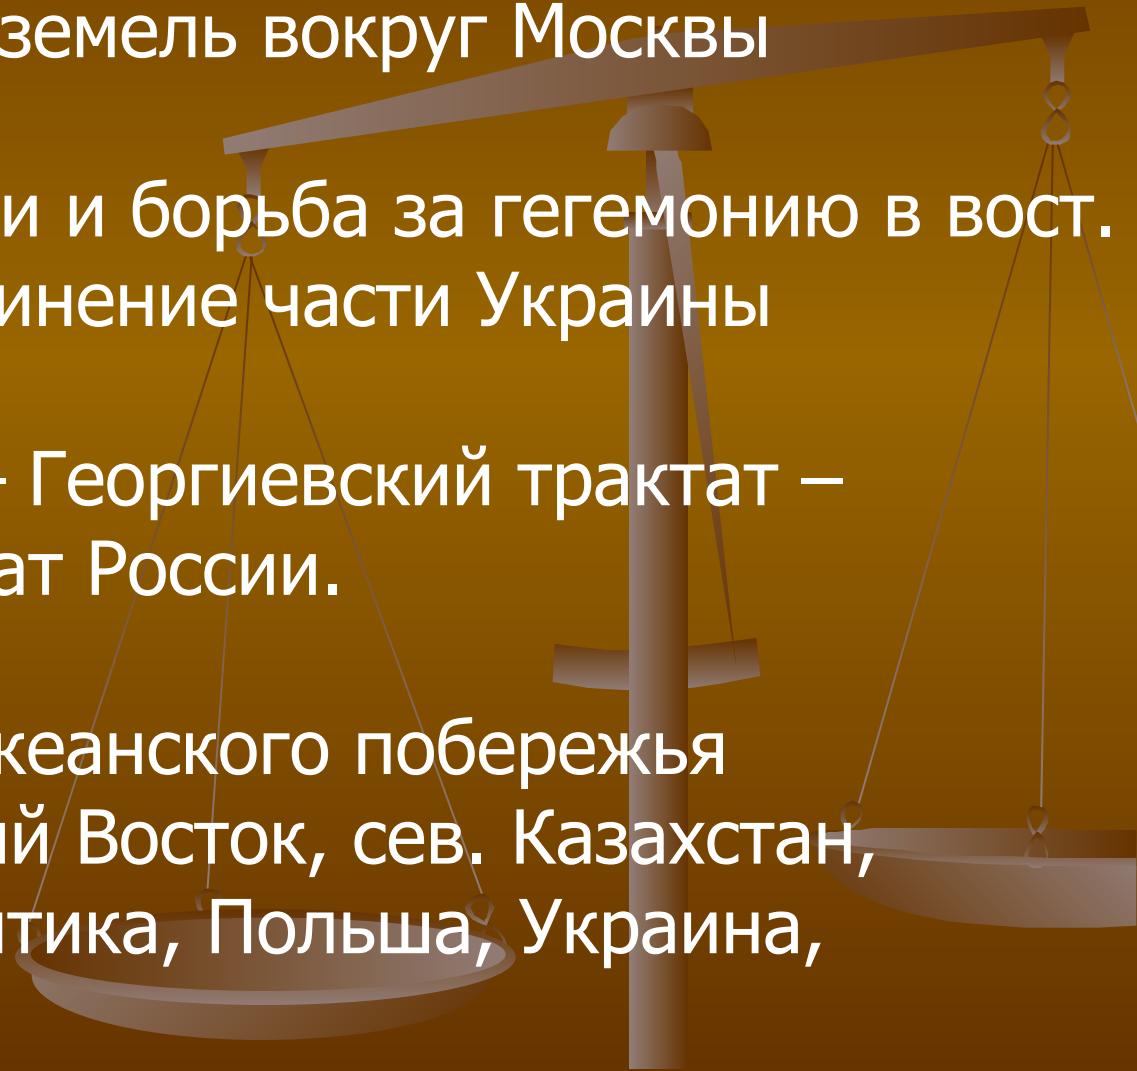 земель вокруг Москвы
и и борьба за гегемонию в вост.
инение части Украины
– Георгиевский трактат –
ат России.
кеанского побережья
ий Восток, сев. Казахстан,
лтика, Польша, Украина,